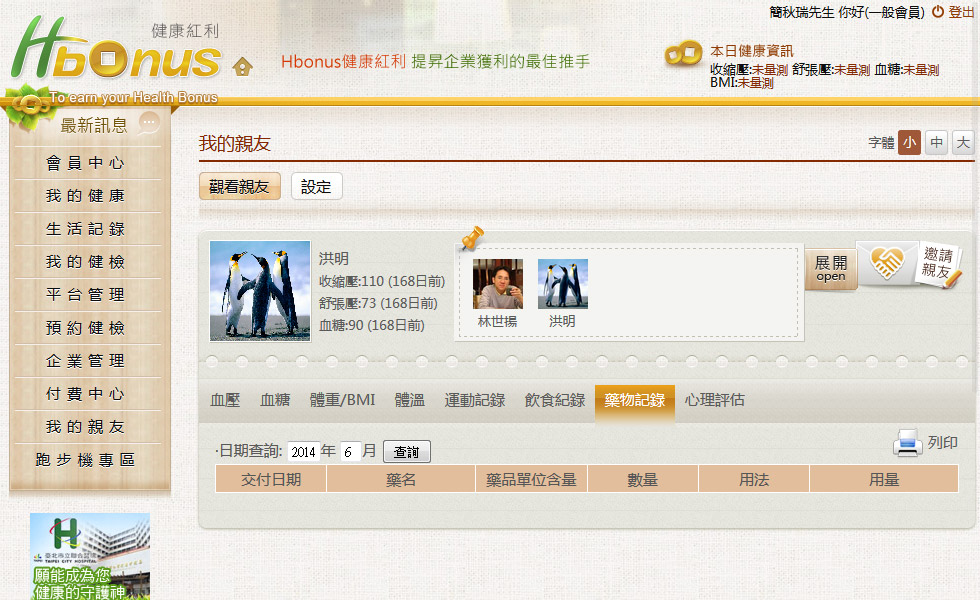 簡秋瑞先生 你好(一般會員) 登出
健康紅利
Hbonus
To earn your Health Bonus
Hbonus健康紅利 提昇企業獲利的最佳推手
本日健康資訊
收縮壓:未量測 舒張壓:未量測 血糖:未量測
BMI:未量測
最新訊息
會員中心
我的健康
生活記錄
我的健檢
平台管理
預約健檢
企業管理
付費中心
我的親友
跑步機專區
我的親友
字體 小 中 大
觀看親友 設定
洪明
收縮壓:110 (168日前)
舒張壓:73 (168日前)
血糖:90 (168日前)
林世揚 洪明
展開
open
邀請
親友
血壓 血糖 體重/BMI 體溫 運動記錄 飲食紀錄 藥物記錄 心理評估
·日期查詢: 2014 年 6 月 查詢
列印
交付日期 藥名 藥品單位含量 數量 用法 用量
H
臺北市立聯合醫院
TAIPEI CITY HOSPITAL
願能成為您
健康的守護神